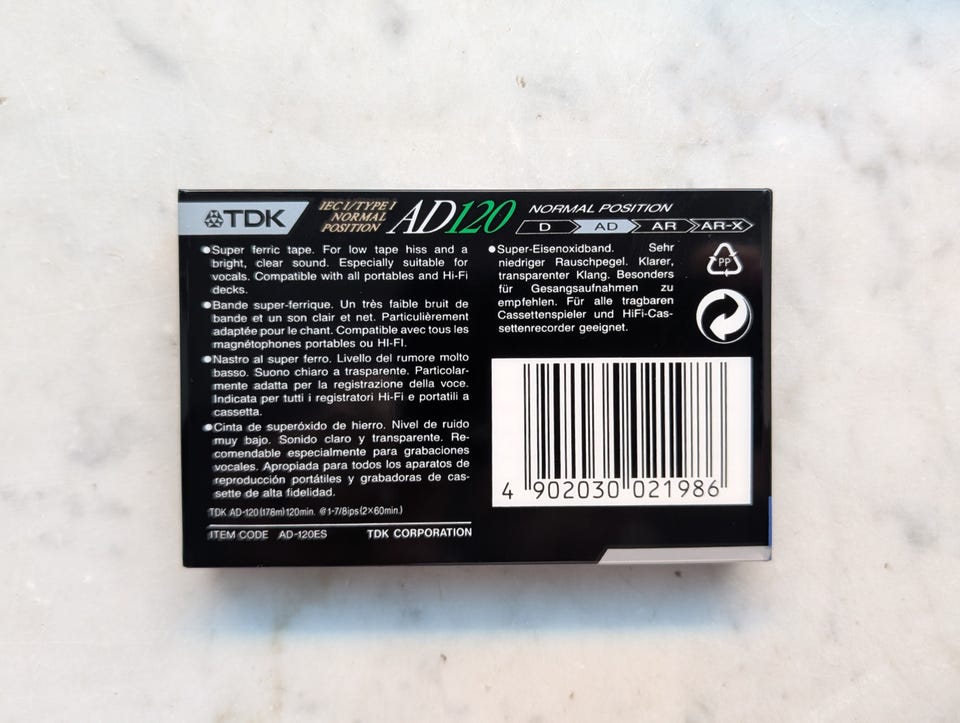 TDK
IEC I/TYPE I
NORMAL
POSITION
AD120
NORMAL POSITION
D AD AR AR-X
●Super ferric tape. For low tape hiss and a
bright, clear sound. Especially suitable for
vocals. Compatible with all portables and Hi-Fi
decks.
●Bande super-ferrique. Un très faible bruit de
bande et un son clair et net. Particulièrement
adaptée pour le chant. Compatible avec tous les
magnétophones portables ou HI-FI.
●Nastro al super ferro. Livello del rumore molto
basso. Suono chiaro a trasparente. Particolar-
mente adatta per la registrazione della voce.
Indicata per tutti i registratori Hi-Fi e portatili a
cassetta.
●Cinta de superóxido de hierro. Nivel de ruido
muy bajo. Sonido claro y transparente. Re-
comendable especialmente para grabaciones
vocales. Apropiada para todos los aparatos de
reproducción portátiles y grabadoras de cas-
sette de alta fidelidad.
TDK AD-120(178m)120min. @1-7/8ips(2×60min.)
ITEM CODE AD-120ES TDK CORPORATION
●Super-Eisenoxidband. Sehr
niedriger Rauschpegel. Klarer,
transparenter Klang. Besonders
für Gesangsaufnahmen zu
empfehlen. Für alle tragbaren
Cassettenspieler und HiFi-Cas-
settenrecorder geeignet.
PP
4 902030 021986